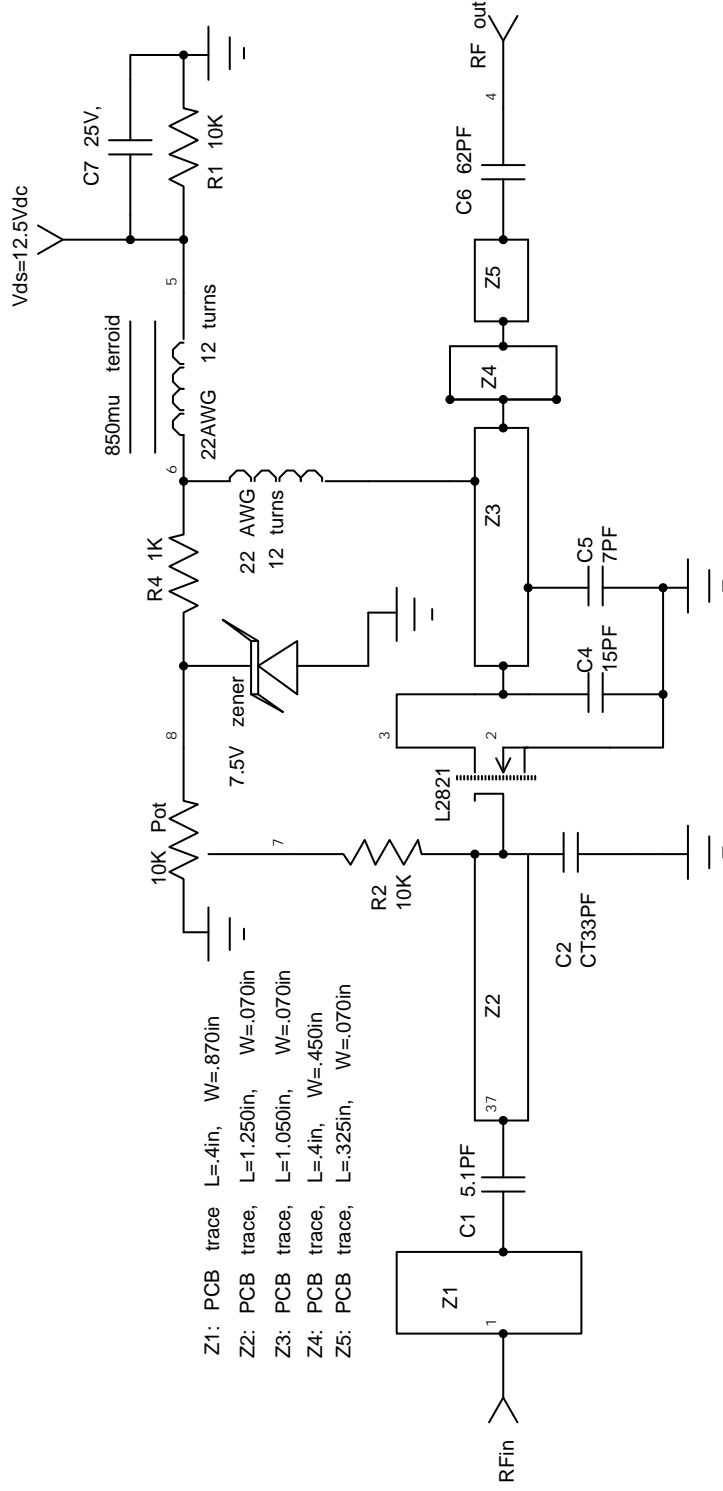 Vds=12.5Vdc
C7 25V,
R1 10K
5
850mu terroid
22AWG 12 turns
6
22 AWG
12 turns
R4 1K
7.5V zener
8
10K Pot
7
R2
10K
Z1: PCB trace L=.4in, W=.870in
Z2: PCB trace, L=1.250in, W=.070in
Z3: PCB trace, L=1.050in, W=.070in
Z4: PCB trace, L=.4in, W=.450in
Z5: PCB trace, L=.325in, W=.070in
RFin
1
Z1
C1 5.1PF
37
Z2
C2
CT33PF
L2821
3
2
C4
15PF
C5
7PF
Z3
Z4
Z5
C6 62PF
4
RF out